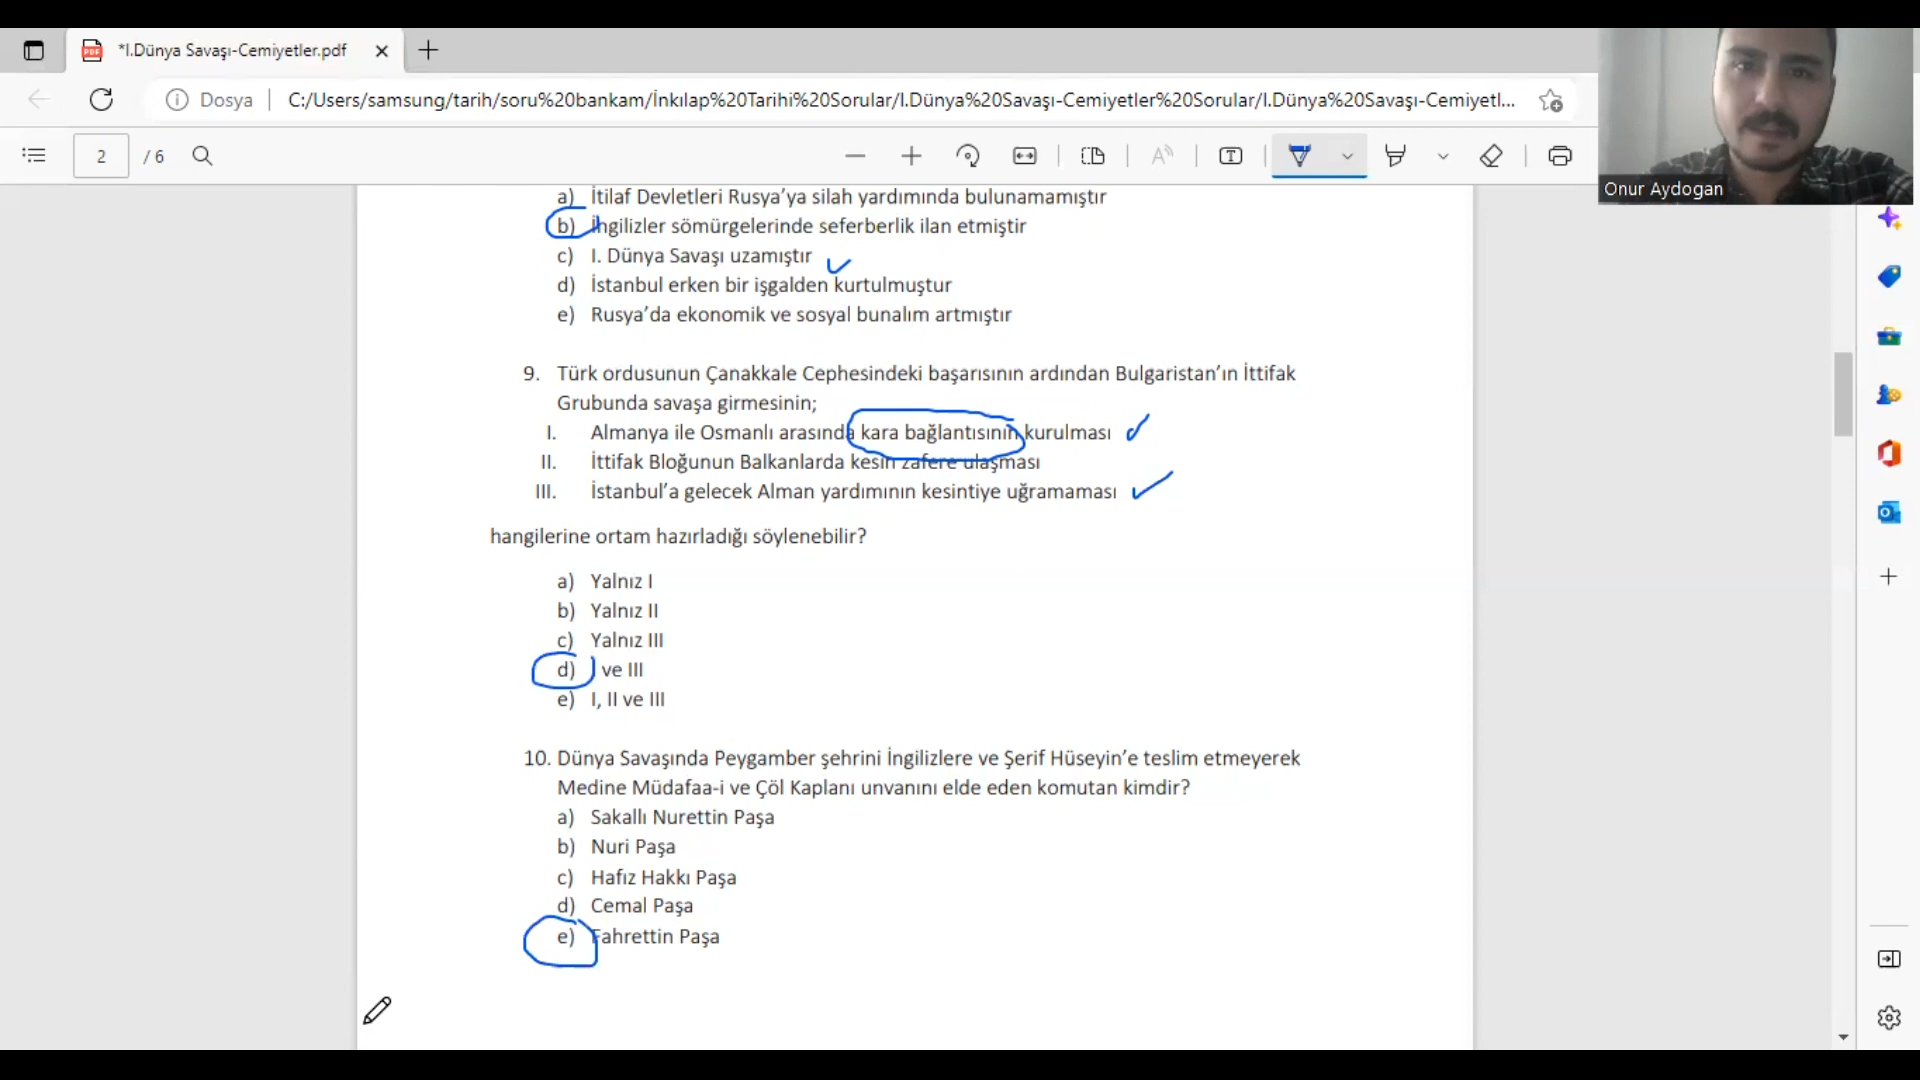 *I.Dünya Savaşı-Cemiyetler.pdf
Dosya
C:/Users/samsung/tarih/soru%20bankam/İnkılap%20Tarihi%20Sorular/I.Dünya%20Savaşı-Cemiyetler%20Sorular/I.Dünya%20Savaşı-Cemiyetl...
2 / 6
Onur Aydogan
a) İtilaf Devletleri Rusya'ya silah yardımında bulunamamıştır
b) İngilizler sömürgelerinde seferberlik ilan etmiştir
c) I. Dünya Savaşı uzamıştır
d) İstanbul erken bir işgalden kurtulmuştur
e) Rusya'da ekonomik ve sosyal bunalım artmıştır
9. Türk ordusunun Çanakkale Cephesindeki başarısının ardından Bulgaristan'ın İttifak
Grubunda savaşa girmesinin;
I. Almanya ile Osmanlı arasında kara bağlantısının kurulması
II. İttifak Bloğunun Balkanlarda kesin zafere ulaşması
III. İstanbul'a gelecek Alman yardımının kesintiye uğramaması
hangilerine ortam hazırladığı söylenebilir?
a) Yalnız I
b) Yalnız II
c) Yalnız III
d) I ve III
e) I, II ve III
10. Dünya Savaşında Peygamber şehrini İngilizlere ve Şerif Hüseyin'e teslim etmeyerek
Medine Müdafaa-i ve Çöl Kaplanı unvanını elde eden komutan kimdir?
a) Sakallı Nurettin Paşa
b) Nuri Paşa
c) Hafız Hakkı Paşa
d) Cemal Paşa
e) Fahrettin Paşa